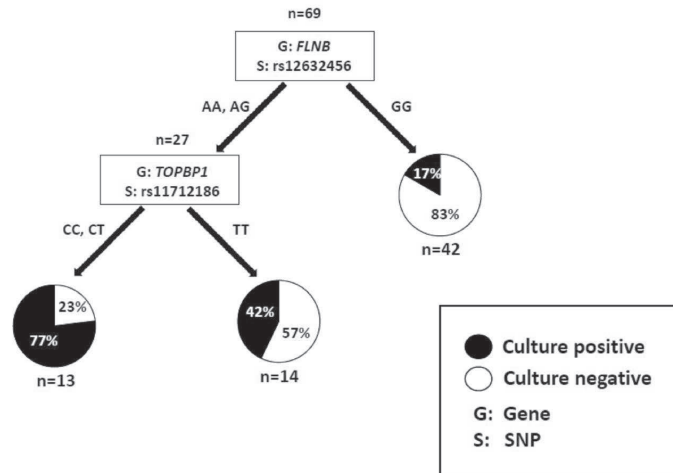 n=69
G: FLNB
S: rs12632456
AA, AG
GG
n=27
G: TOPBP1
S: rs11712186
17%
83%
n=42
CC, CT
TT
23%
77%
n=13
42%
57%
n=14
Culture positive
Culture negative
G: Gene
S: SNP